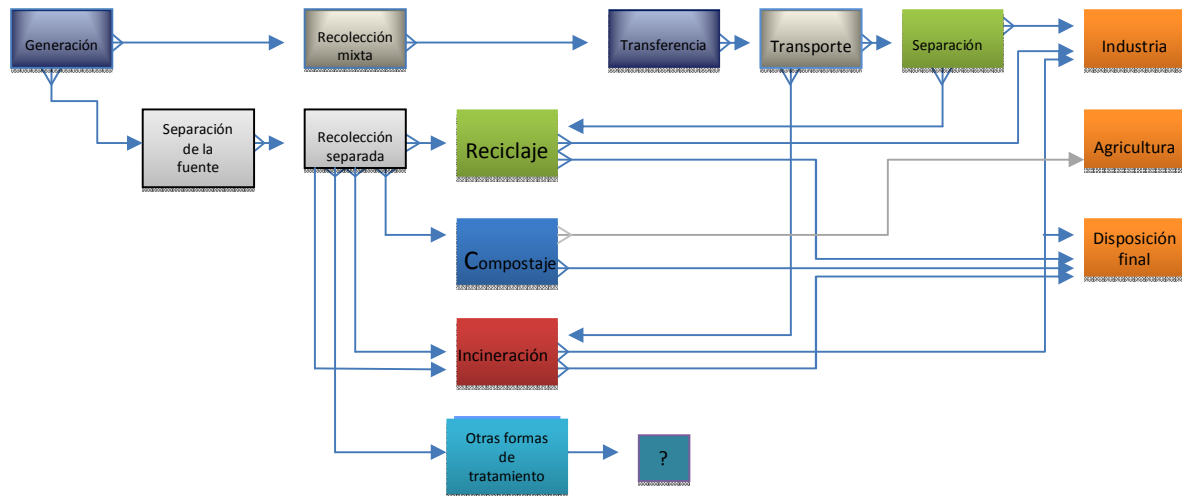 Generación
Recolección
mixta
Transferencia
Transporte
Separación
Industria
Separación
de la
fuente
Recolección
separada
Reciclaje
Agricultura
Compostaje
Disposición
final
Incineración
Otras formas
de
tratamiento
?